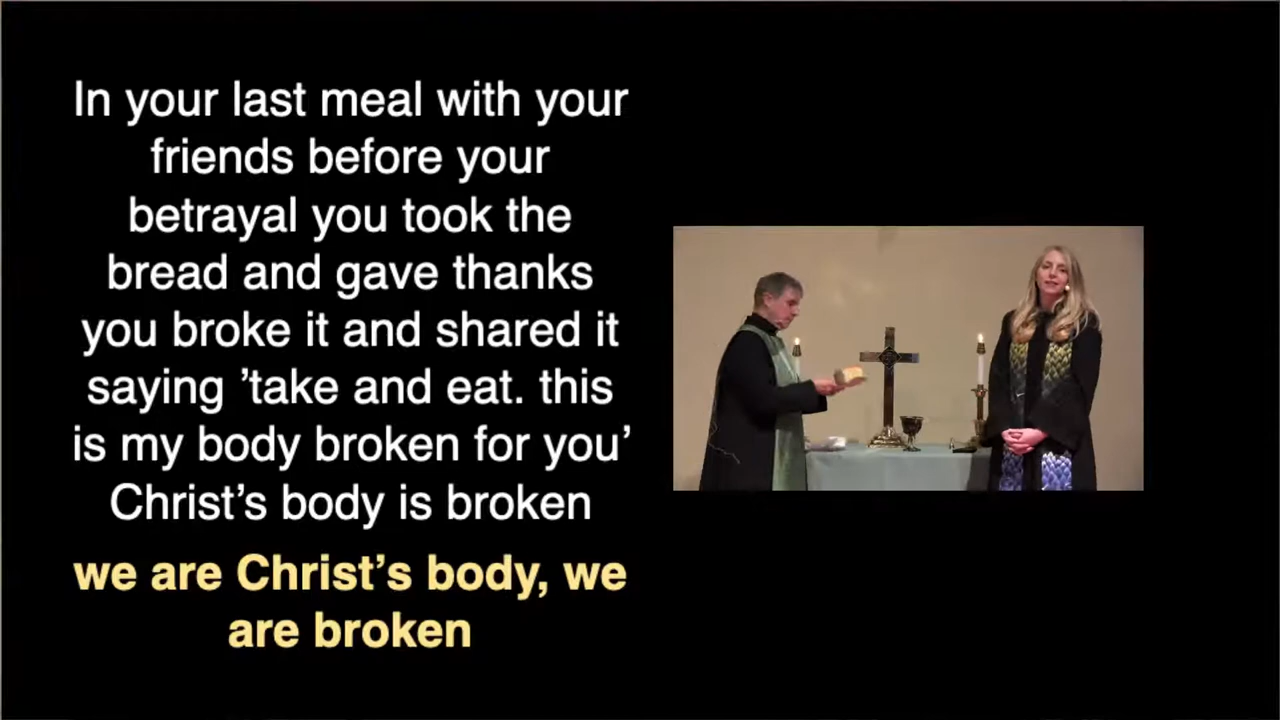 In your last meal with your
friends before your
betrayal you took the
bread and gave thanks
you broke it and shared it
saying ’take and eat. this
is my body broken for you’
Christ’s body is broken
we are Christ’s body, we
are broken